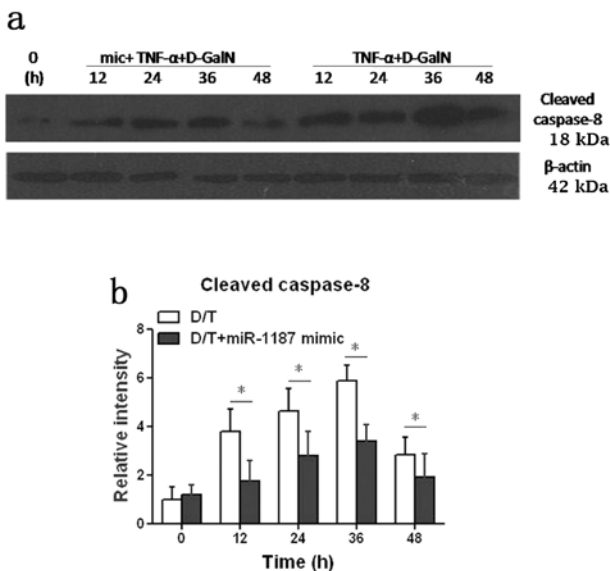 a
0 mic+ TNF-α+D-GalN TNF-α+D-GalN
(h) 12 24 36 48 12 24 36 48
Cleaved
caspase-8
18 kDa
β-actin
42 kDa
b
Cleaved caspase-8
D/T
D/T+miR-1187 mimic
Relative intensity
8
6
4
2
0
* * * *
0 12 24 36 48
Time (h)